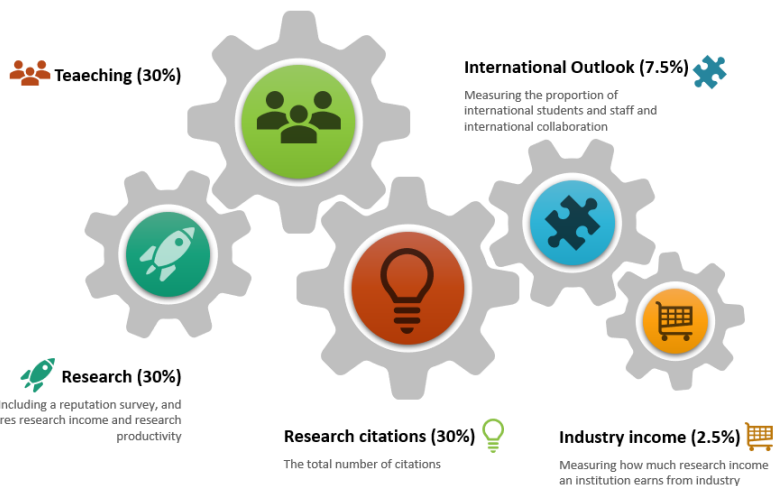 Teaeching (30%)
International Outlook (7.5%)
Measuring the proportion of
international students and staff and
international collaboration
Research (30%)
Including a reputation survey, and
res research income and research
productivity
Research citations (30%)
The total number of citations
Industry income (2.5%)
Measuring how much research income
an institution earns from industry